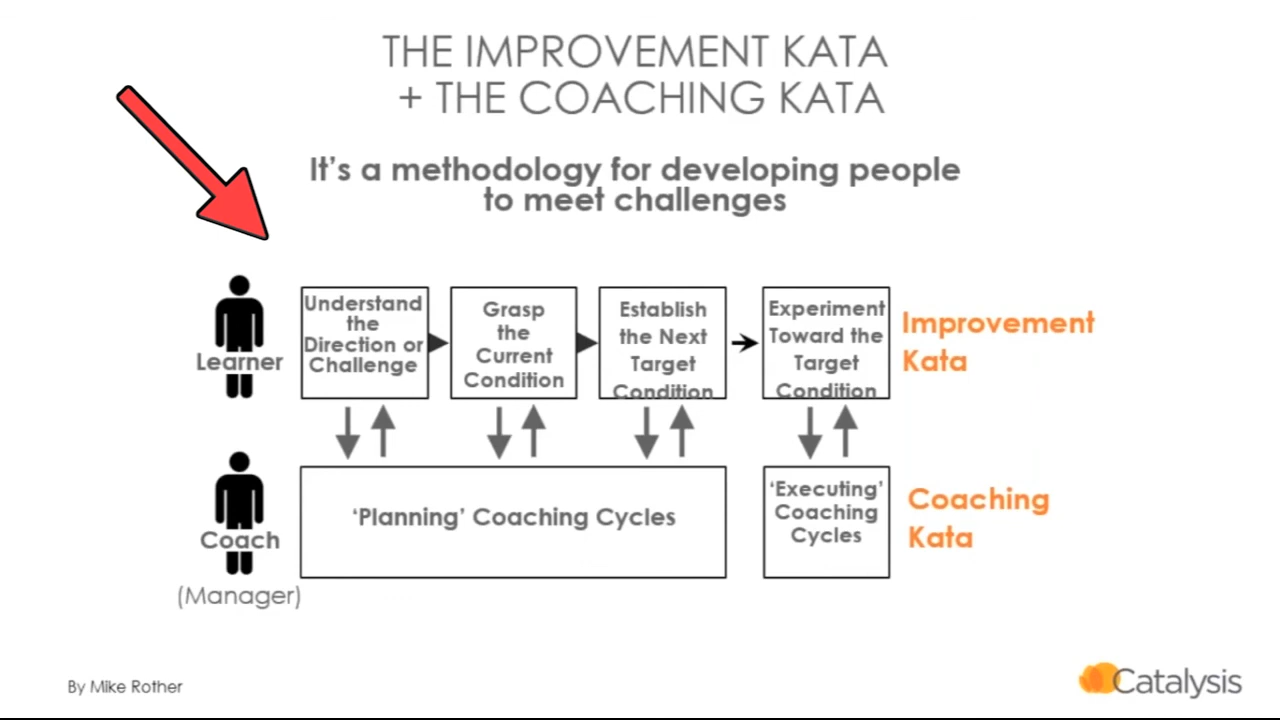 THE IMPROVEMENT KATA
+ THE COACHING KATA
It's a methodology for developing people
to meet challenges
Learner
Understand
the
Direction or
Challenge
Grasp
the
Current
Condition
Establish
the Next
Target
Condition
Experiment
Toward the
Target
Condition
Improvement
Kata
Coach
(Manager)
‘Planning’ Coaching Cycles
‘Executing’
Coaching
Cycles
Coaching
Kata
By Mike Rother
Catalysis